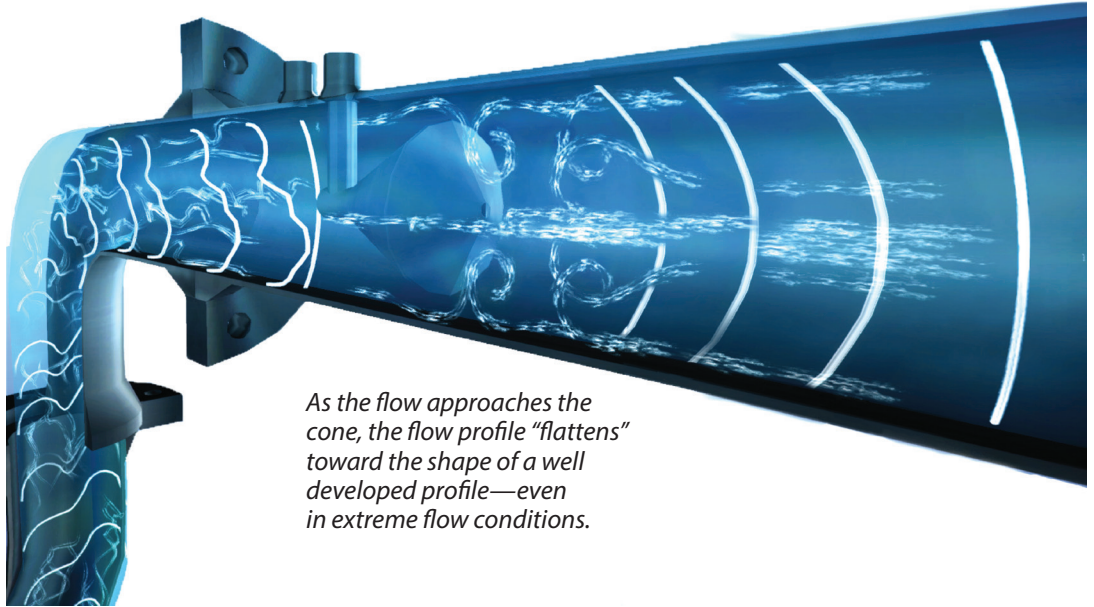 As the flow approaches the
cone, the flow profile “flattens”
toward the shape of a well
developed profile—even
in extreme flow conditions.